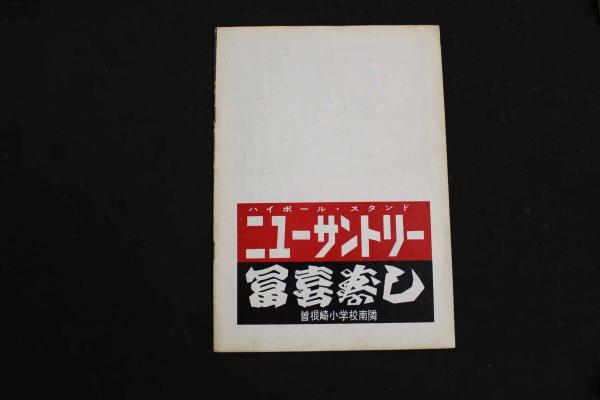 ハイボール・スタンド
ニューサントリー
冨喜寄し
曽根崎小学校南隣